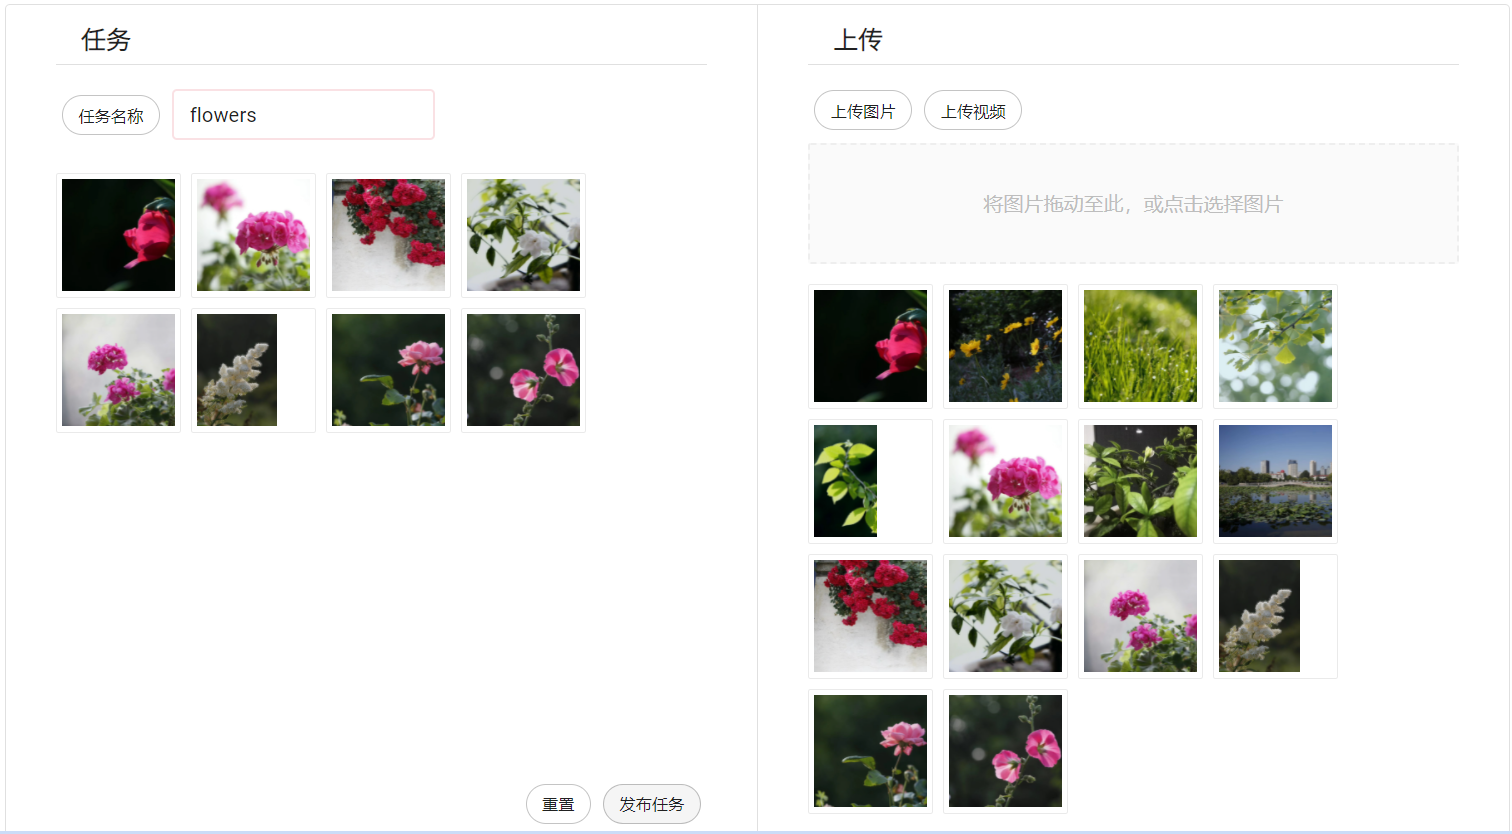 任务
任务名称
flowers
重置
发布任务
上传
上传图片
上传视频
将图片拖动至此，或点击选择图片